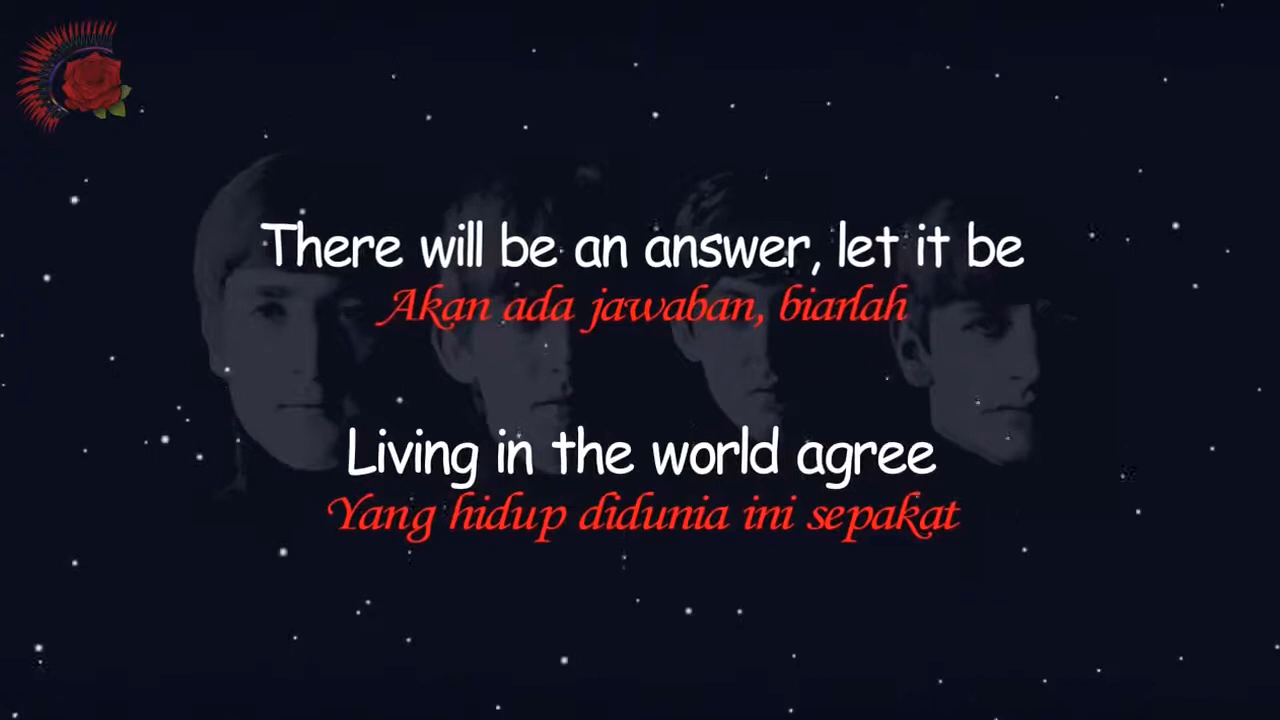 There will be an answer, let it be
Akan ada jawaban, biarlah
Living in the world agree
Yang hidup didunia ini sepakat